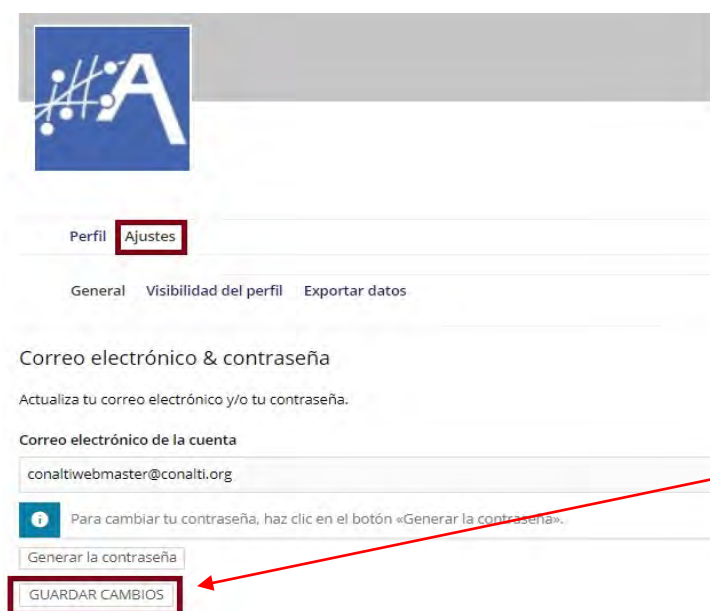 A
Perfil Ajustes
General Visibilidad del perfil Exportar datos
Correo electrónico & contraseña
Actualiza tu correo electrónico y/o tu contraseña.
Correo electrónico de la cuenta
conaltiwebmaster@conalti.org
Para cambiar tu contraseña, haz clic en el botón «Generar la contraseña».
Generar la contraseña
GUARDAR CAMBIOS